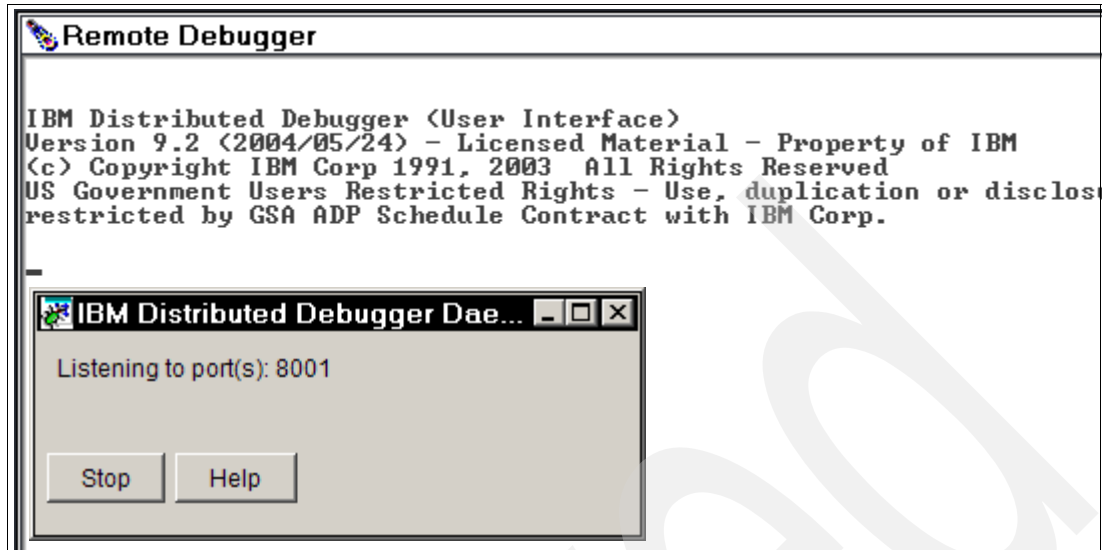 Remote Debugger
IBM Distributed Debugger (User Interface)
Version 9.2 (2004/05/24) - Licensed Material - Property of IBM
(c) Copyright IBM Corp 1991, 2003  All Rights Reserved
US Government Users Restricted Rights - Use, duplication or disclosu
restricted by GSA ADP Schedule Contract with IBM Corp.
IBM Distributed Debugger Dae...
Listening to port(s): 8001
Stop Help